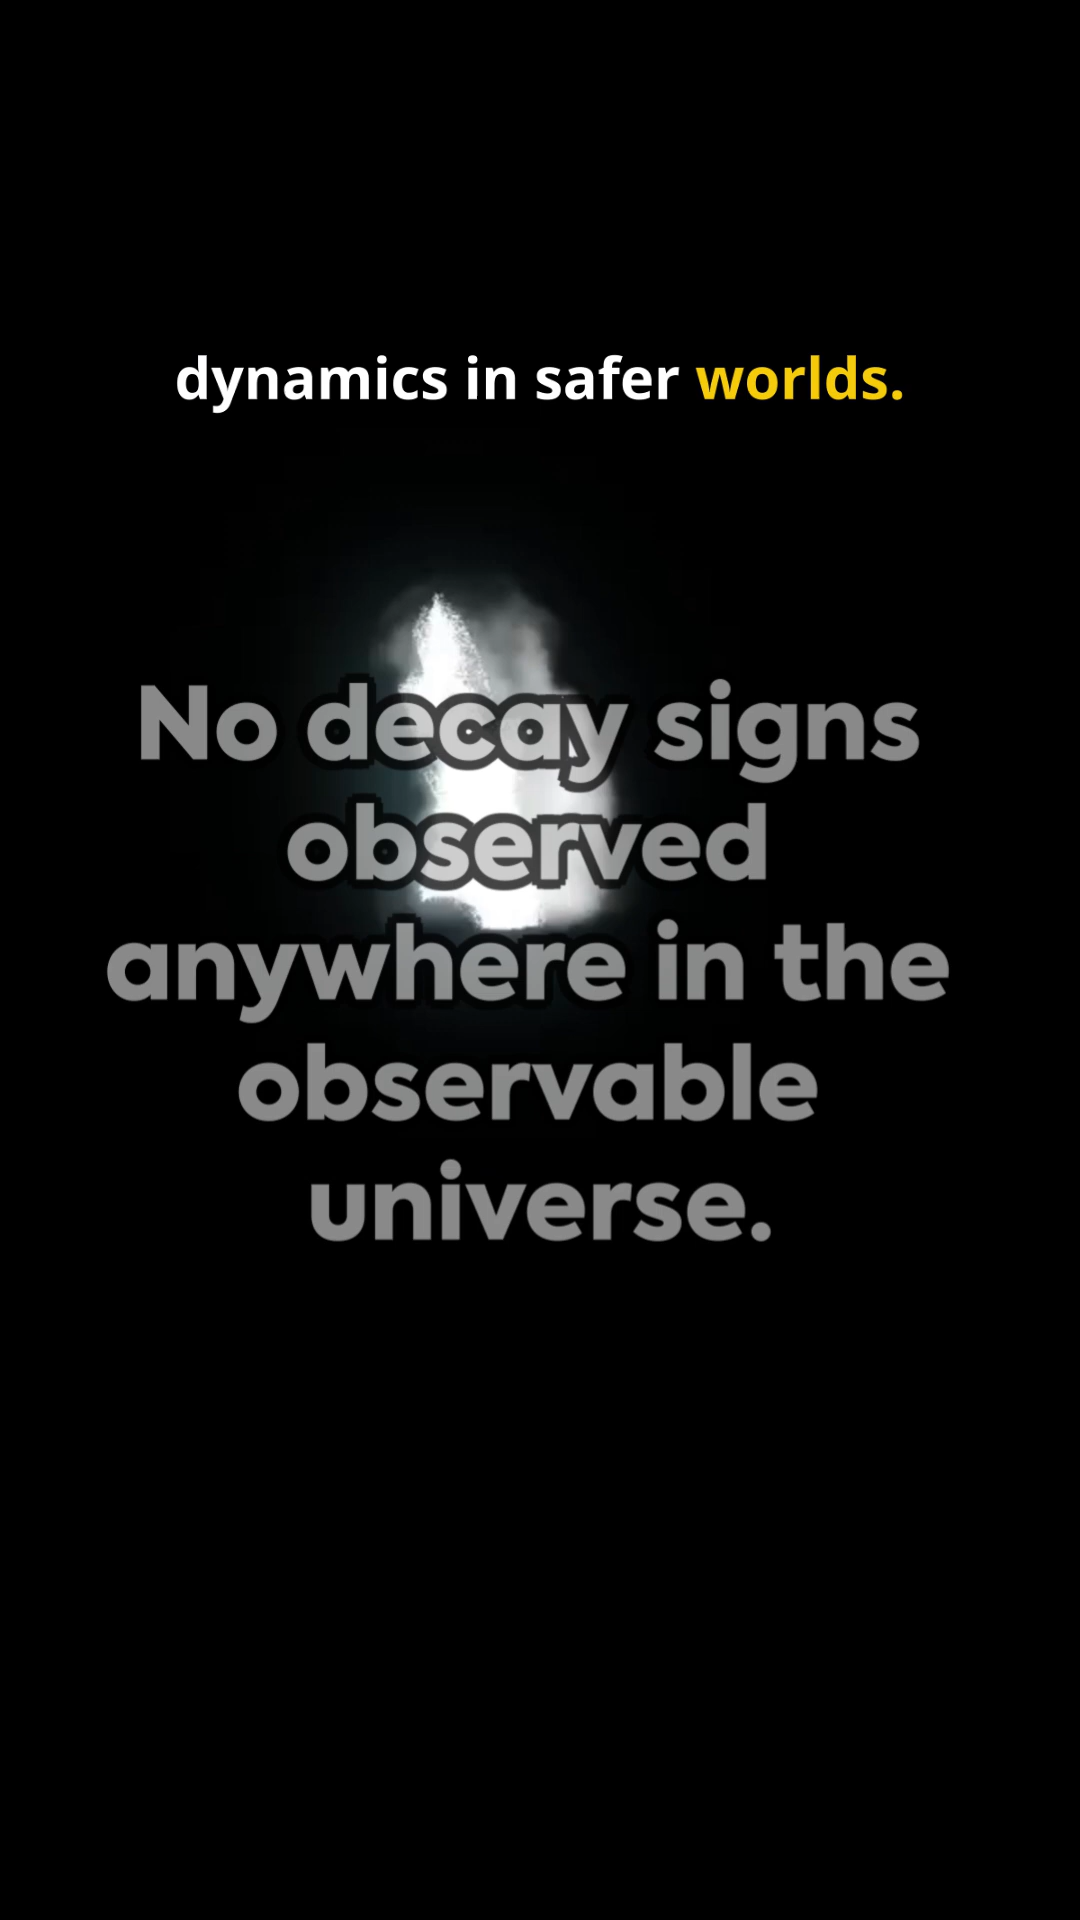 dynamics in safer worlds.
No decay signs
observed
anywhere in the
observable
universe.